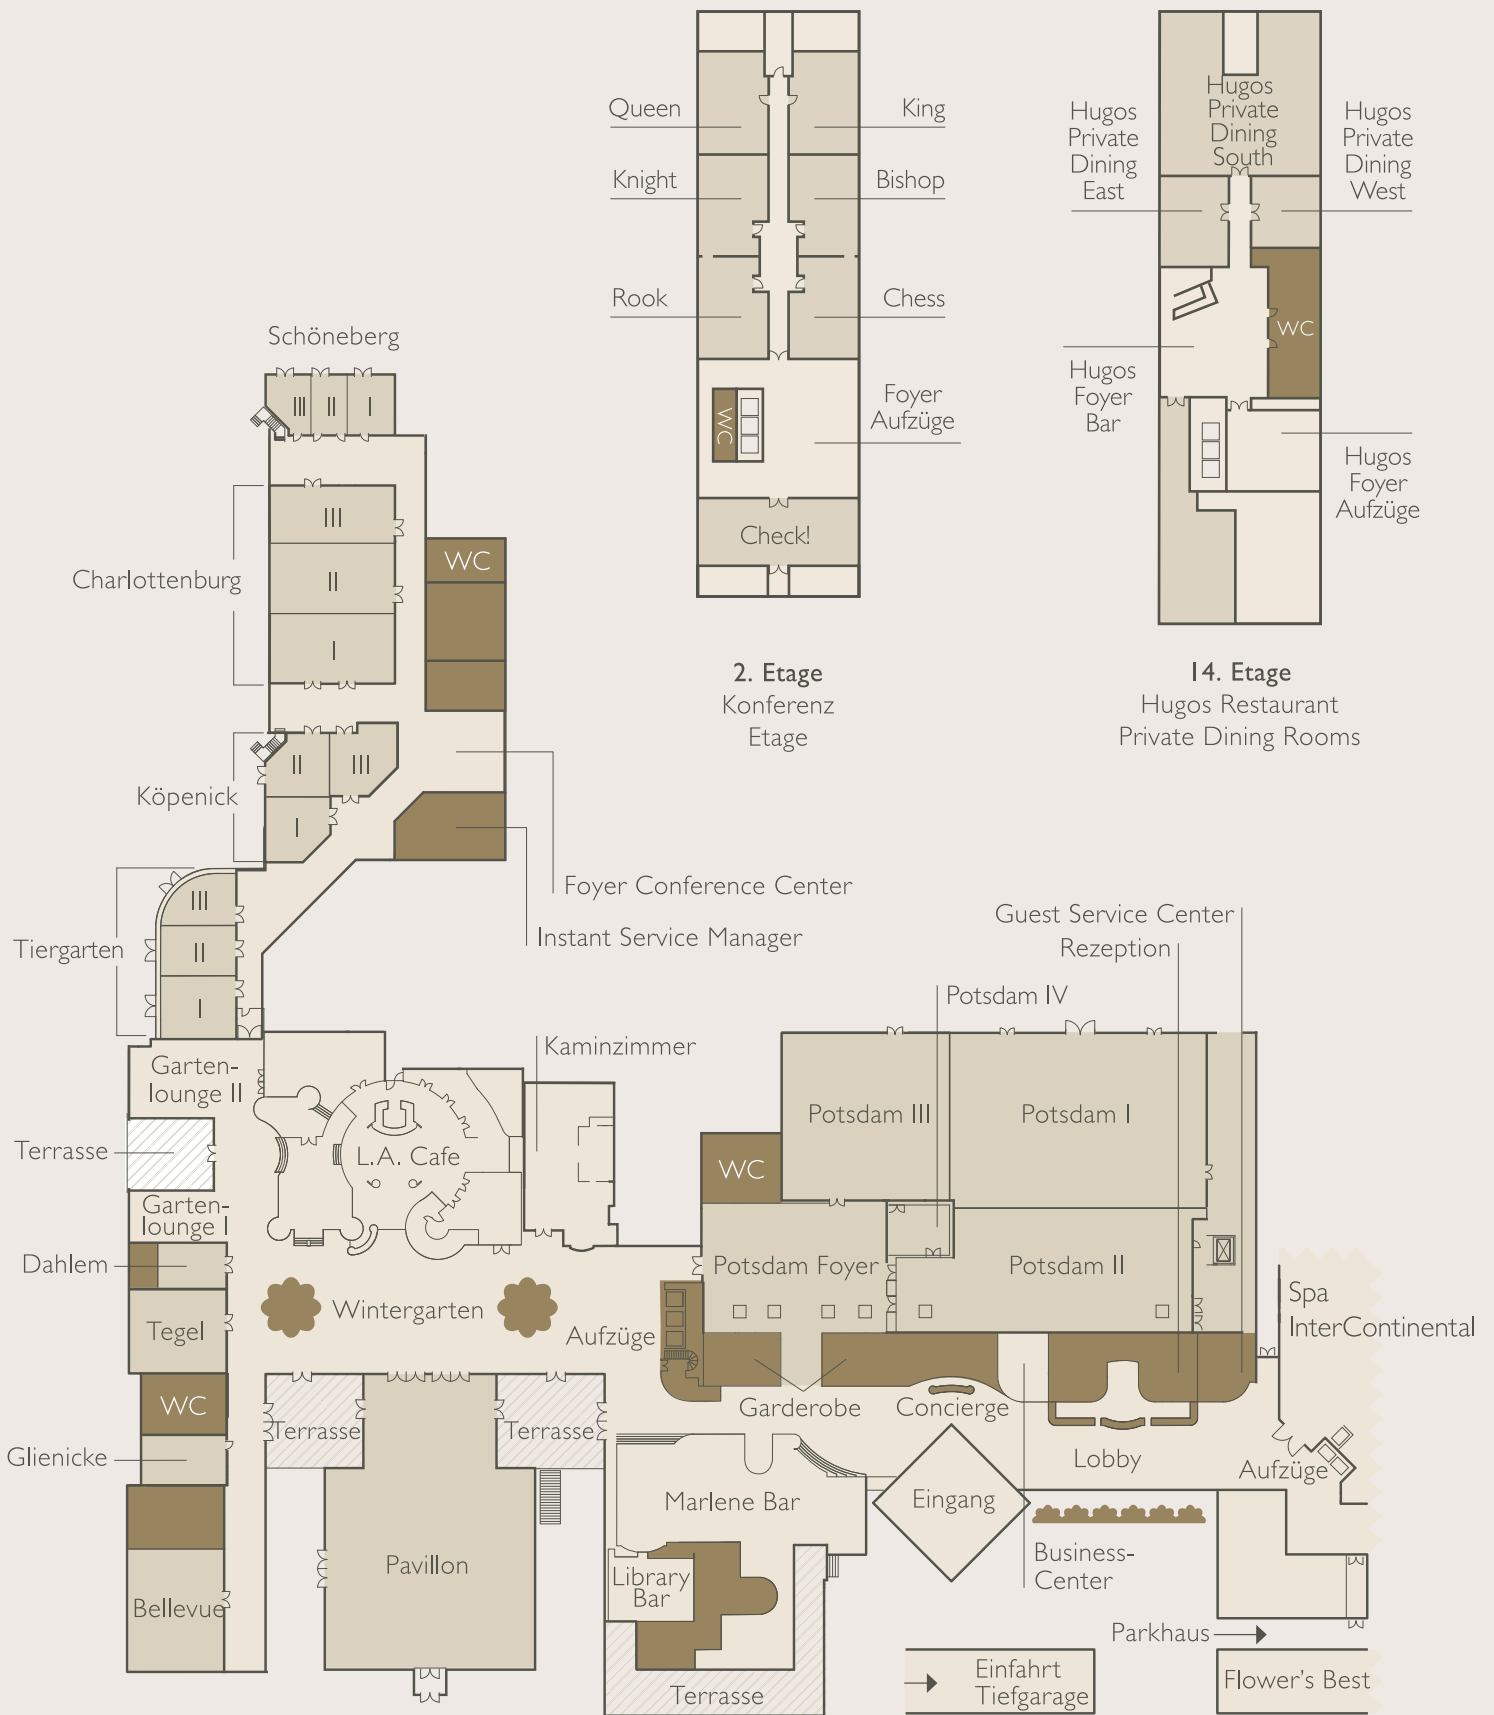 Queen
King
Knight
Bishop
Rook
Chess
WC
Foyer
Aufzüge
Check!
2. Etage
Konferenz
Etage
Hugos
Private
Dining
East
Hugos
Private
Dining
South
Hugos
Private
Dining
West
WC
Hugos
Foyer
Bar
Hugos
Foyer
Aufzüge
14. Etage
Hugos Restaurant
Private Dining Rooms
Schöneberg
III
II
I
Charlottenburg
III
II
I
WC
Köpenick
II
III
I
Foyer Conference Center
Instant Service Manager
Tiergarten
III
II
I
Garten-
lounge II
Terrasse
Garten-
lounge I
Dahlem
Tegel
WC
Glienicke
Bellevue
L.A. Cafe
Kaminzimmer
Wintergarten
Aufzüge
Terrasse
Terrasse
Pavillon
Guest Service Center
Rezeption
Potsdam IV
Potsdam III
Potsdam I
WC
Potsdam Foyer
Potsdam II
Spa
InterContinental
Garderobe
Concierge
Lobby
Aufzüge
Marlene Bar
Eingang
Library
Bar
Business-
Center
Terrasse
Parkhaus
Einfahrt
Tiefgarage
Flower's Best